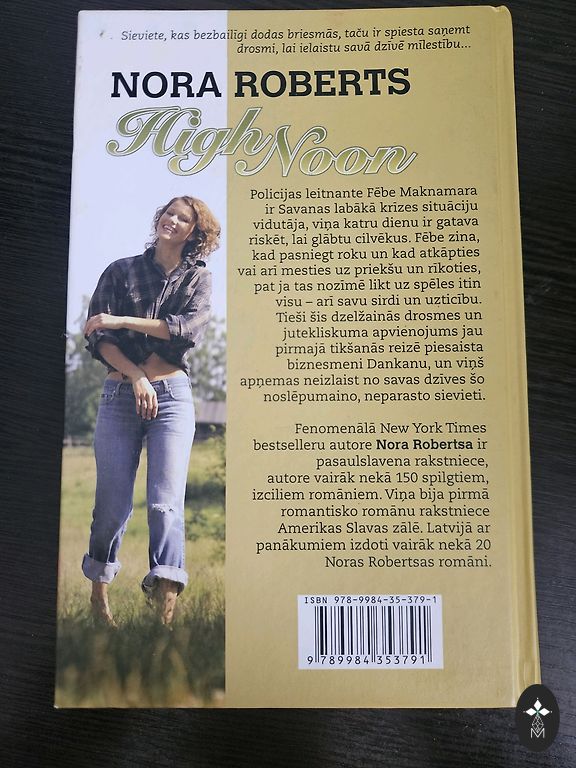 Sieviete, kas bezbailīgi dodas briesmās, taču ir spiesta saņemt
drosmi, lai ielaistu savā dzīvē mīlestību...
NORA ROBERTS
High Noon
Policijas leitnante Fēbe Maknamara
ir Savanas labākā krīzes situāciju
vidutāja, viņa katru dienu ir gatava
riskēt, lai glābtu cilvēkus. Fēbe zina,
kad pasniegt roku un kad atkāpties
vai arī mesties uz priekšu un rīkoties,
pat ja tas nozīmē likt uz spēles itin
visu – arī savu sirdi un uzticību.
Tieši šis dzelžainās drosmes un
jutekliskuma apvienojums jau
pirmajā tikšanās reizē piesaista
biznesmeni Dankanu, un viņš
apņemas neizlaist no savas dzīves šo
noslēpumaino, neparasto sievieti.
Fenomenālā New York Times
bestselleru autore Nora Robertsa ir
pasaulslavena rakstniece,
autore vairāk nekā 150 spilgtiem,
izciliem romāniem. Viņa bija pirmā
romantisko romānu rakstniece
Amerikas Slavas zālē. Latvijā ar
panākumiem izdoti vairāk nekā 20
Noras Robertsas romāni.
ISBN 978-9984-35-379-1
9 789984 353791
M